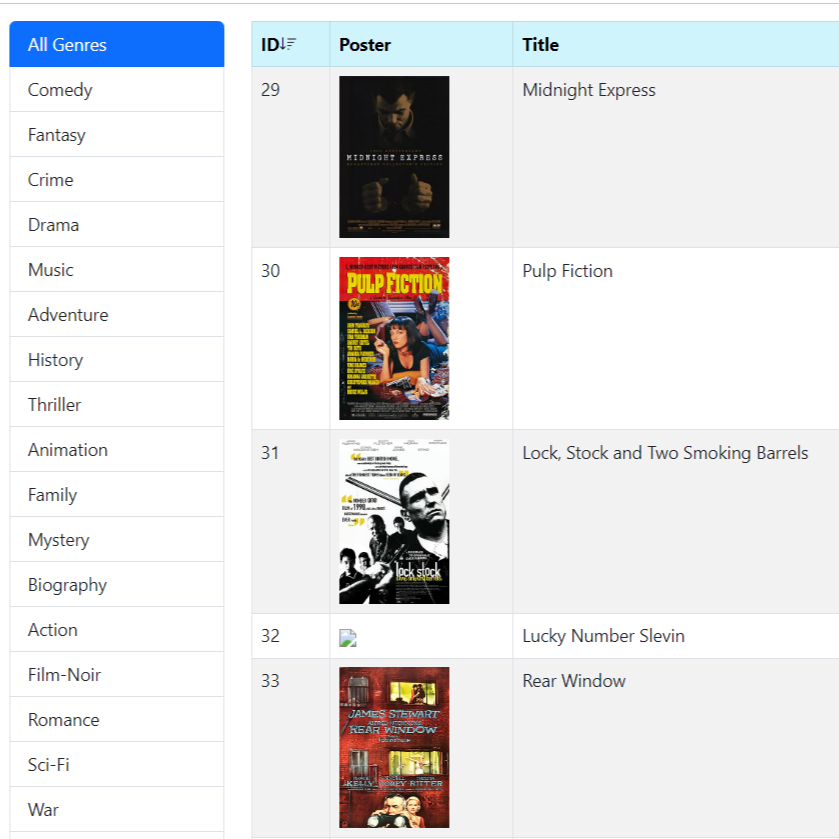 All Genres
Comedy
Fantasy
Crime
Drama
Music
Adventure
History
Thriller
Animation
Family
Mystery
Biography
Action
Film-Noir
Romance
Sci-Fi
War
ID Poster Title
29 Midnight Express
MIDNIGHT EXPRESS
30 Pulp Fiction
PULP FICTION
31 Lock, Stock and Two Smoking Barrels
lock stock
32 Lucky Number Slevin
33 Rear Window
JAMES STEWART
REAR WINDOW
KELLY COREY RITTER